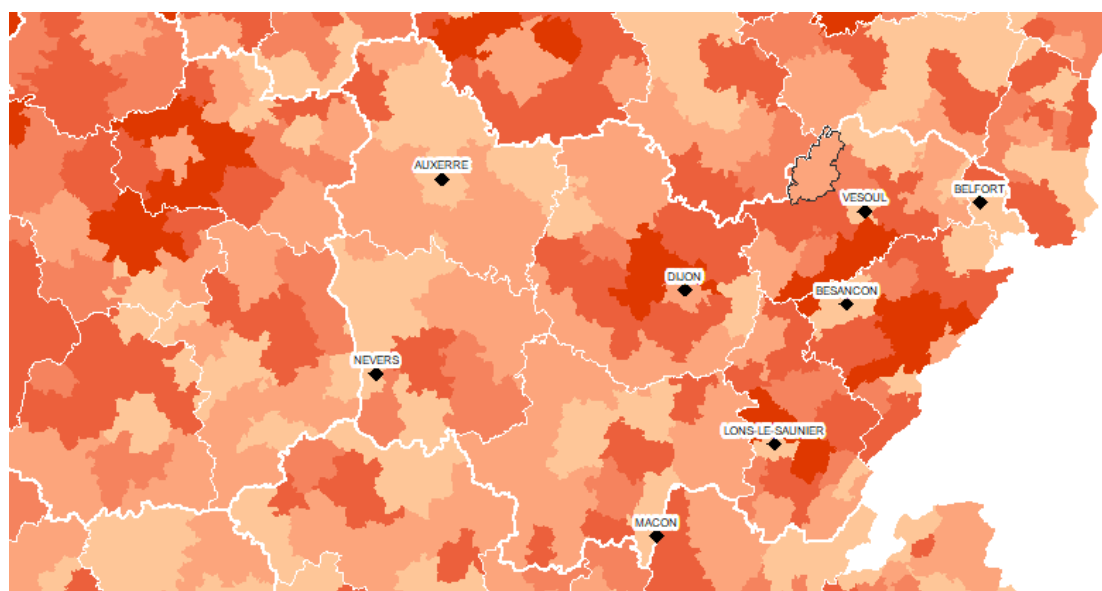 AUXERRE
BELFORT
VESOUL
DIJON
BESANCON
NEVERS
LONS-LE-SAUNIER
MACON